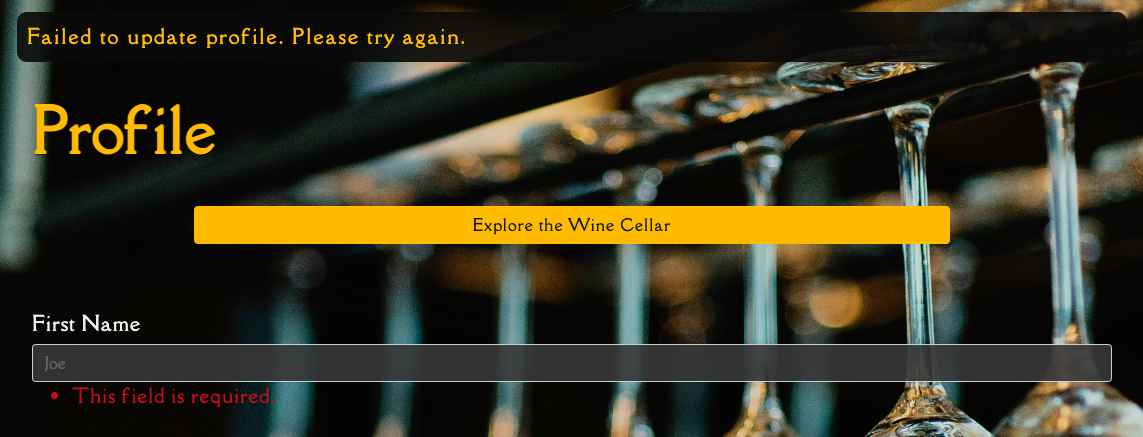 Failed to update profile. Please try again.
Profile
Explore the Wine Cellar
First Name
Joe
This field is required.